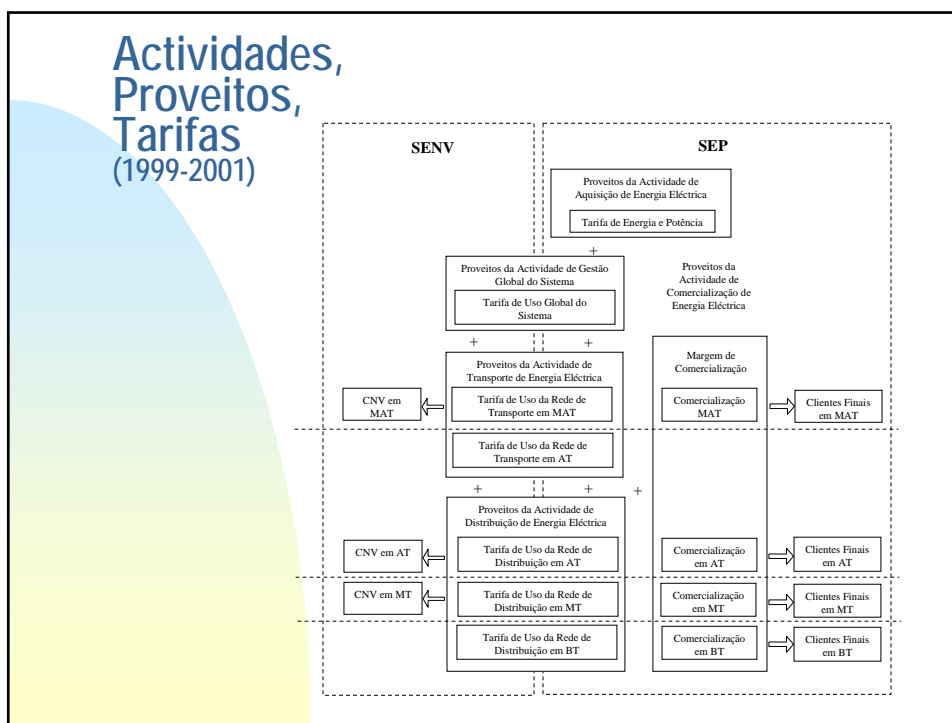 Actividades,
Proveitos,
Tarifas
(1999-2001)
SENV
SEP
Proveitos da Actividade de
Aquisição de Energia Eléctrica
Tarifa de Energia e Potência
+
Proveitos da Actividade de Gestão
Global do Sistema
Tarifa de Uso Global do
Sistema
Proveitos da
Actividade de
Comercialização de
Energia Eléctrica
+ +
Proveitos da Actividade de
Transporte de Energia Eléctrica
Margem de
Comercialização
CNV em
MAT
Tarifa de Uso da Rede de
Transporte em MAT
Comercialização
MAT
Clientes Finais
em MAT
Tarifa de Uso da Rede de
Transporte em AT
+ + +
Proveitos da Actividade de
Distribuição de Energia Eléctrica
CNV em AT
Tarifa de Uso da Rede de
Distribuição em AT
Comercialização
em AT
Clientes Finais
em AT
CNV em MT
Tarifa de Uso da Rede de
Distribuição em MT
Comercialização
em MT
Clientes Finais
em MT
Tarifa de Uso da Rede de
Distribuição em BT
Comercialização
em BT
Clientes Finais
em BT